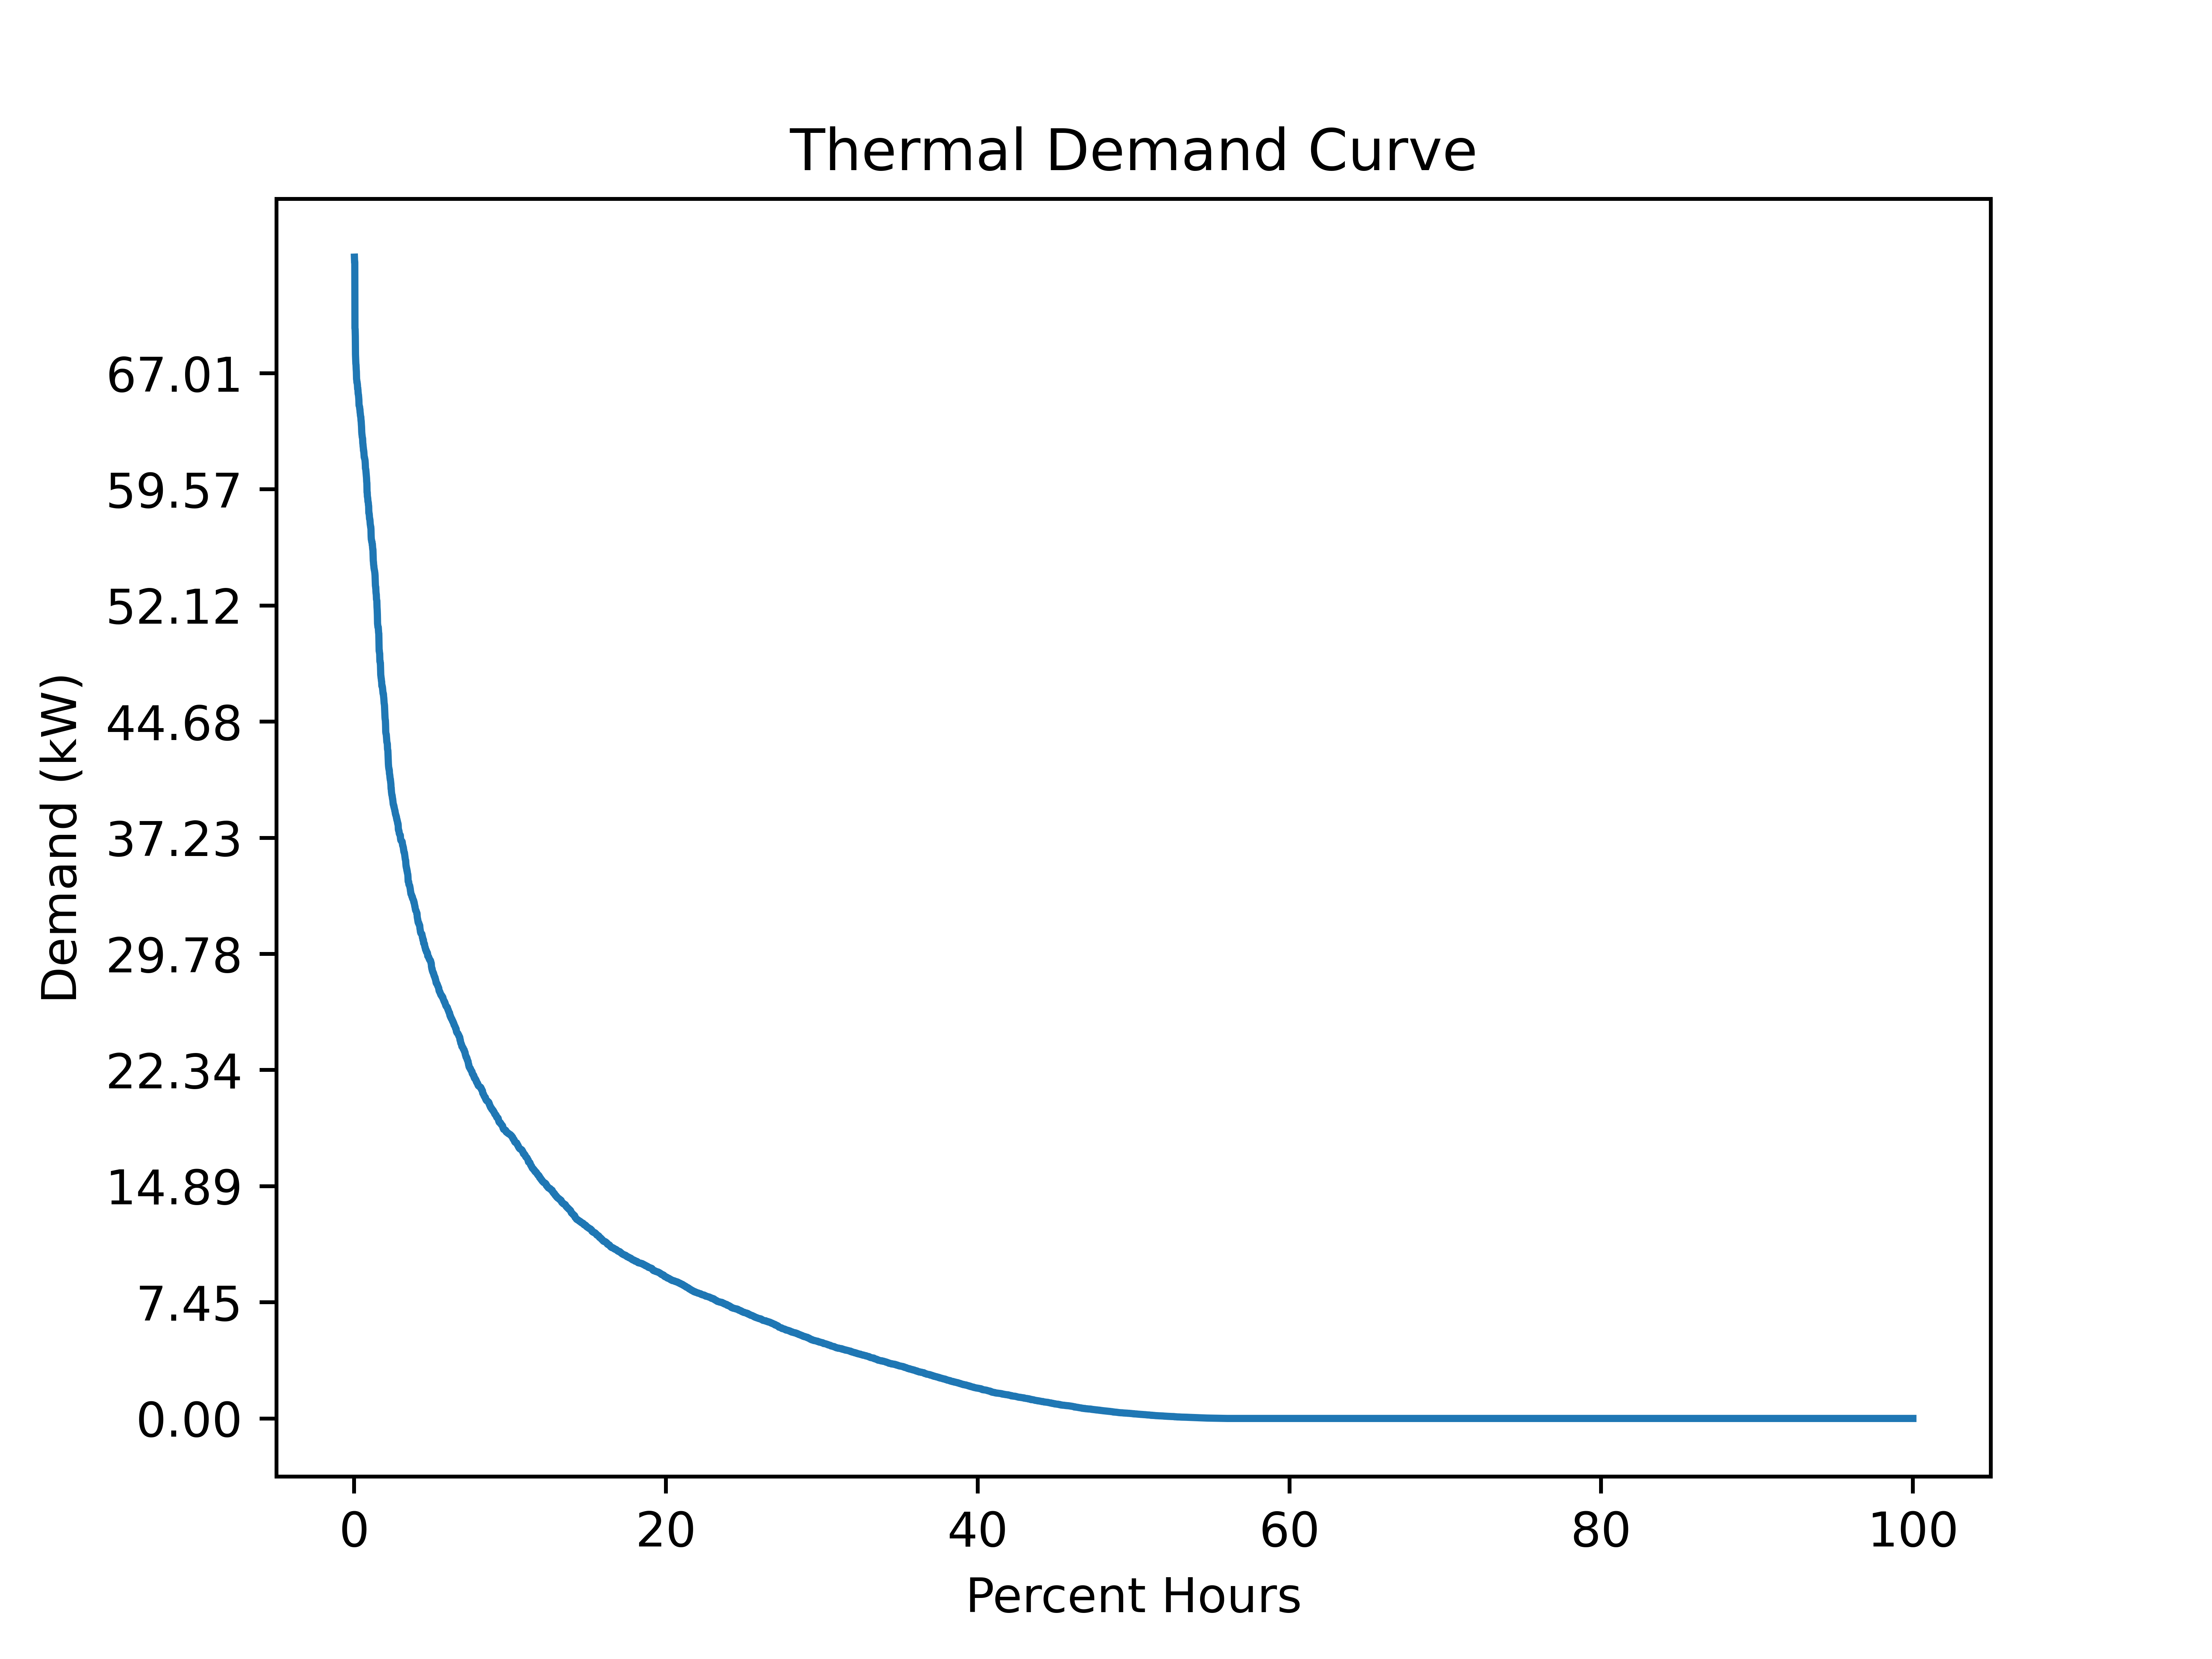 Thermal Demand Curve
Demand (kW)
67.01
59.57
52.12
44.68
37.23
29.78
22.34
14.89
7.45
0.00
0 20 40 60 80 100
Percent Hours